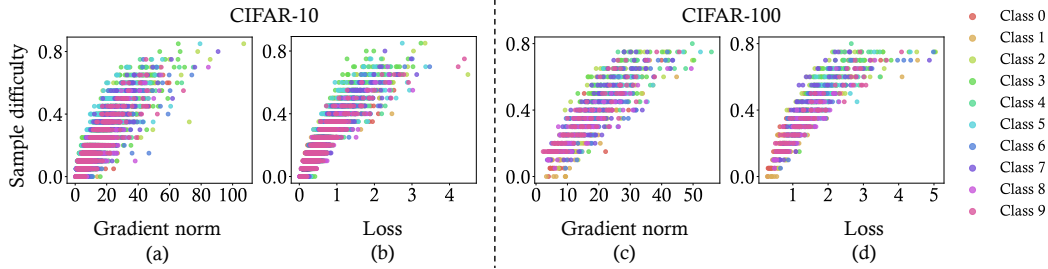 CIFAR-10
CIFAR-100
Sample difficulty
0.8
0.4
0.0
0 20 40 60 80 100
Gradient norm
(a)
0.8
0.4
0.0
0 1 2 3 4
Loss
(b)
0.8
0.4
0.0
0 10 20 30 40 50
Gradient norm
(c)
0.8
0.4
0.0
1 2 3 4 5
Loss
(d)
Class 0
Class 1
Class 2
Class 3
Class 4
Class 5
Class 6
Class 7
Class 8
Class 9